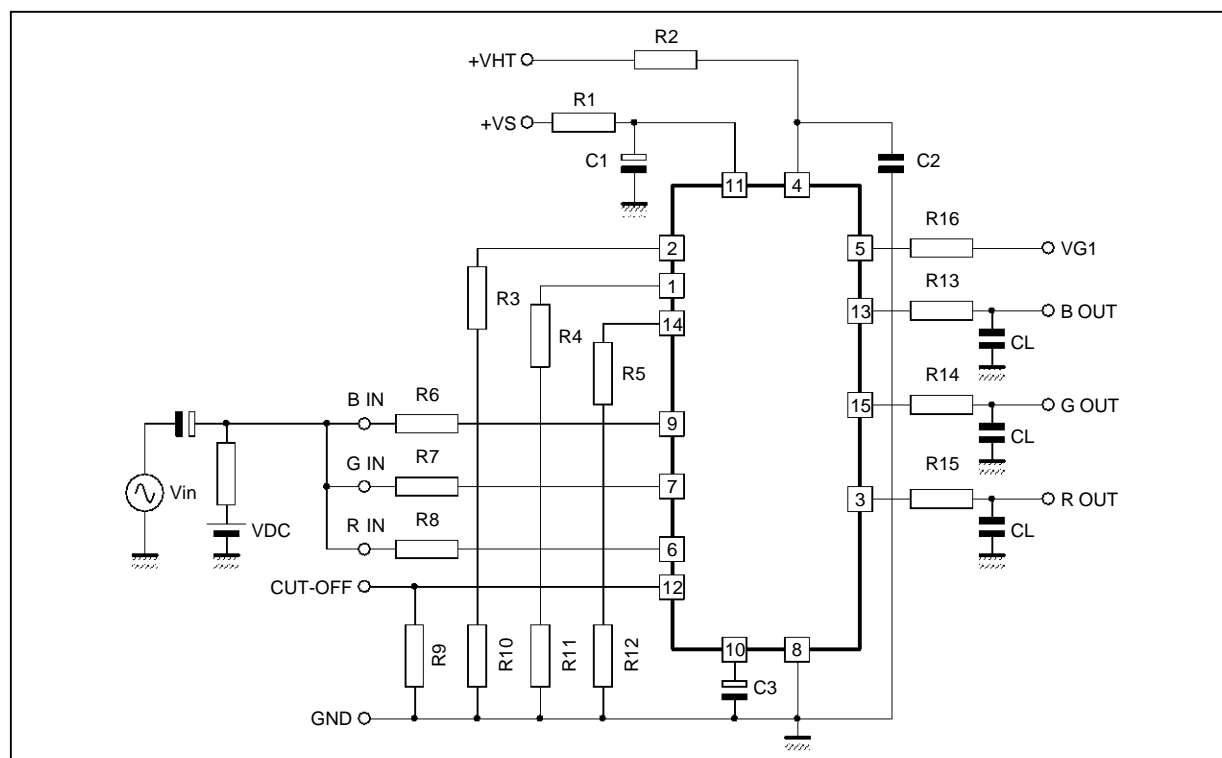 R2
+VHT
R1
+VS
C1
C2
11
4
R16
2
5
VG1
R3
1
R13
14
13
B OUT
R4
CL
R5
R14
B IN
R6
15
G OUT
9
CL
G IN
R7
R15
Vin
7
3
R OUT
VDC
R IN
R8
CL
6
CUT-OFF
12
R9
R10
R11
R12
10
8
C3
GND